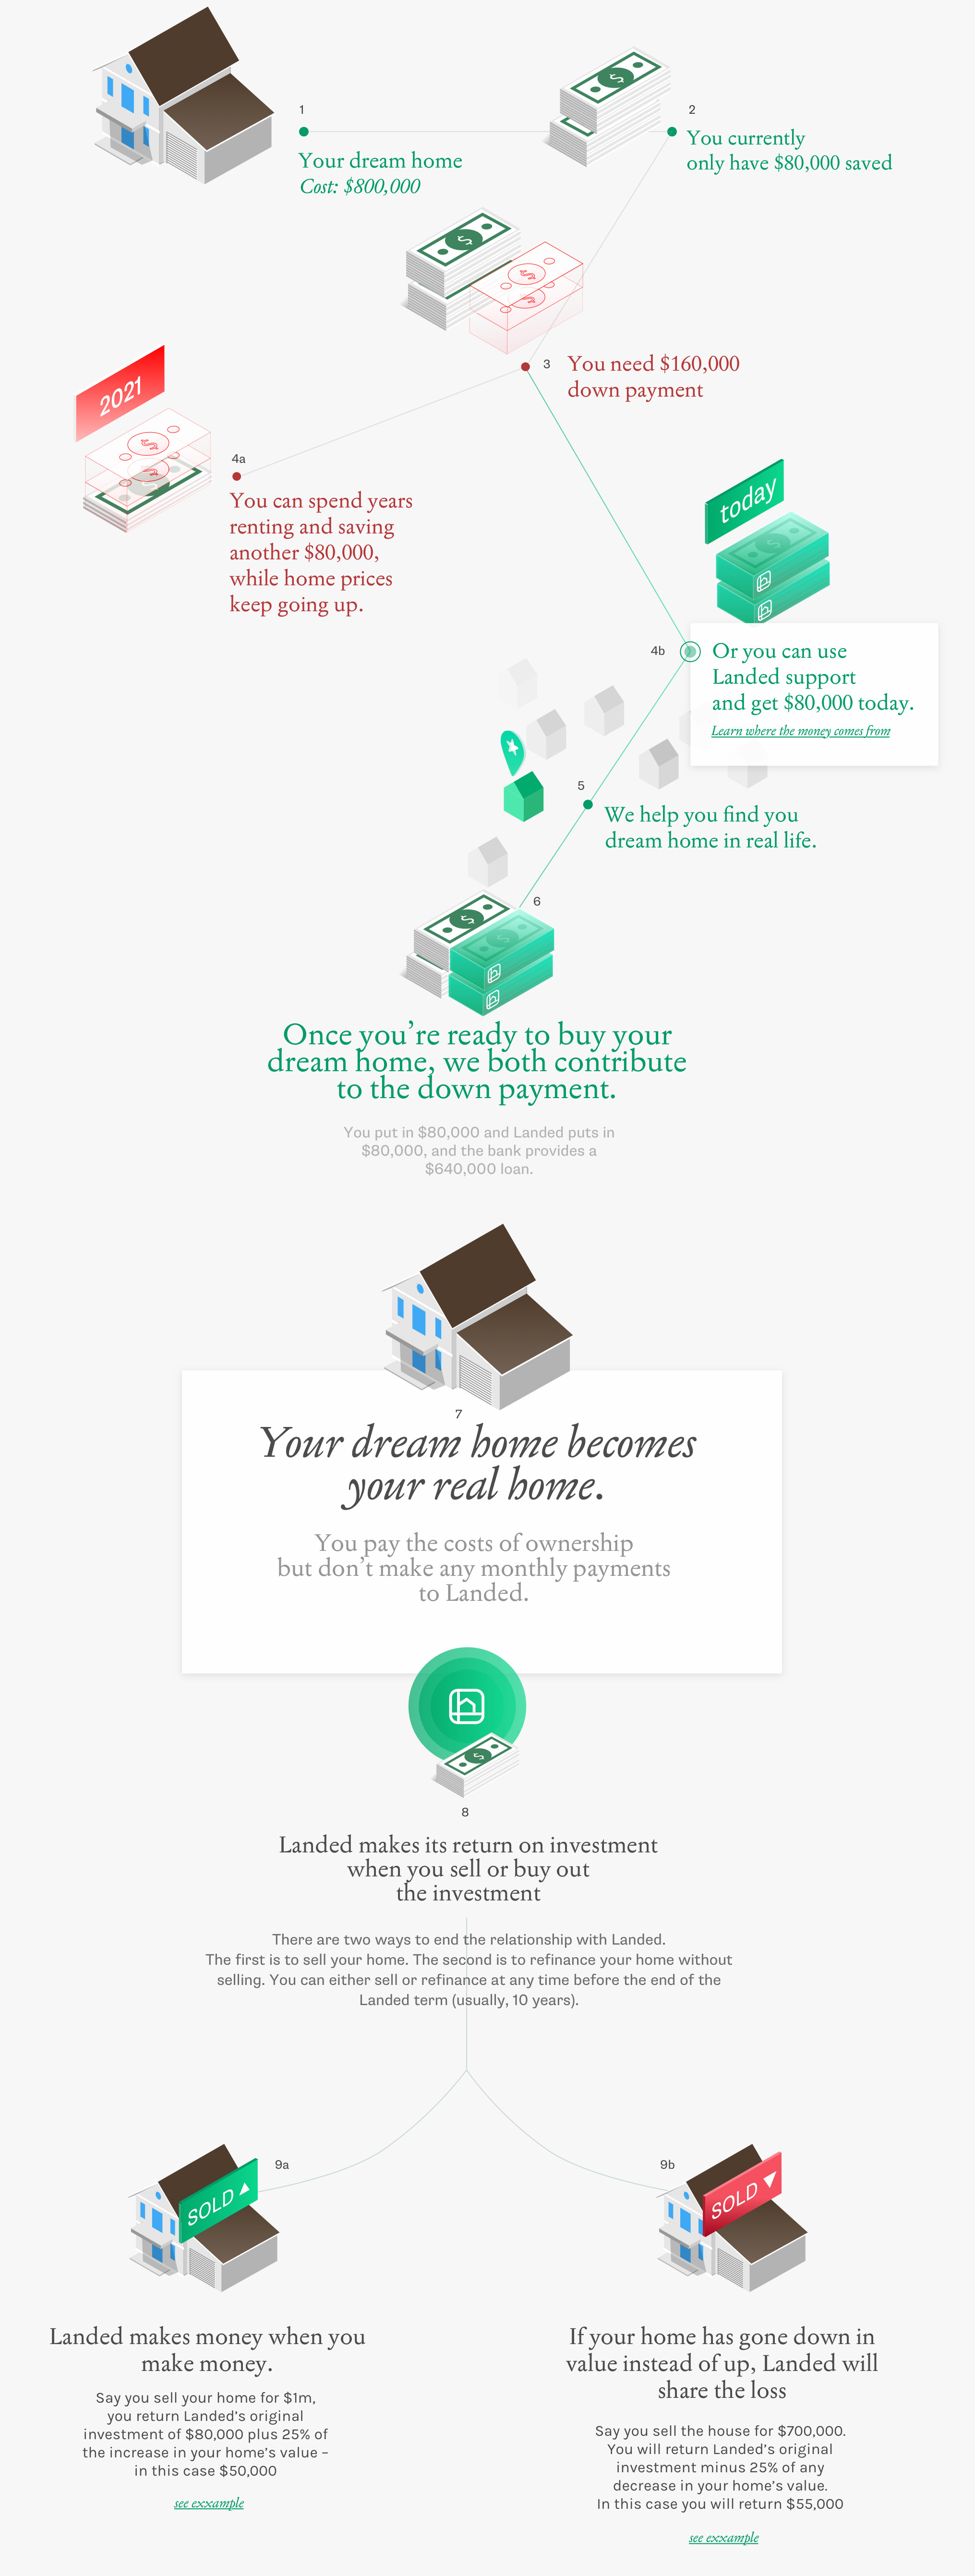 1
Your dream home
Cost: $800,000
2
You currently
only have $80,000 saved
3
You need $160,000
down payment
2021
4a
You can spend years
renting and saving
another $80,000,
while home prices
keep going up.
today
4b
Or you can use
Landed support
and get $80,000 today.
Learn where the money comes from
5
We help you find you
dream home in real life.
6
Once you’re ready to buy your
dream home, we both contribute
to the down payment.
You put in $80,000 and Landed puts in
$80,000, and the bank provides a
$640,000 loan.
7
Your dream home becomes
your real home.
You pay the costs of ownership
but don’t make any monthly payments
to Landed.
8
Landed makes its return on investment
when you sell or buy out
the investment
There are two ways to end the relationship with Landed.
The first is to sell your home. The second is to refinance your home without
selling. You can either sell or refinance at any time before the end of the
Landed term (usually, 10 years).
9a
SOLD
Landed makes money when you
make money.
Say you sell your home for $1m,
you return Landed’s original
investment of $80,000 plus 25% of
the increase in your home’s value –
in this case $50,000
see exxample
9b
SOLD
If your home has gone down in
value instead of up, Landed will
share the loss
Say you sell the house for $700,000.
You will return Landed’s original
investment minus 25% of any
decrease in your home’s value.
In this case you will return $55,000
see exxample